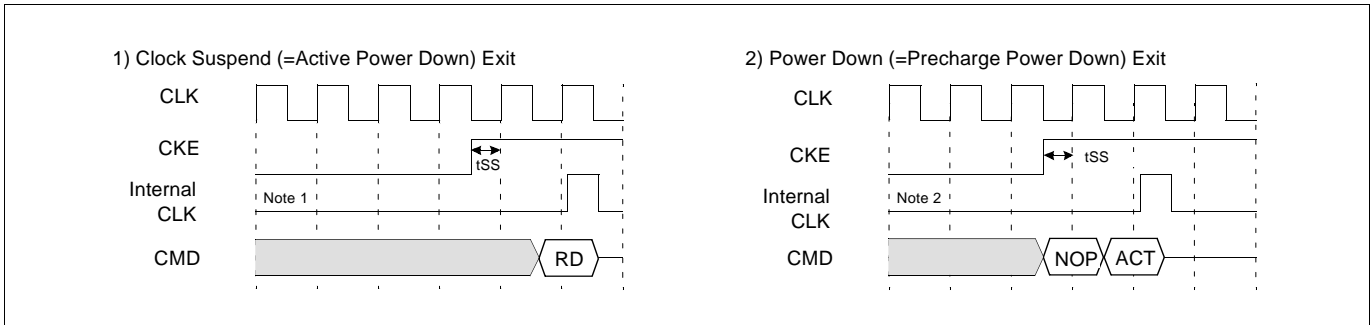 1) Clock Suspend (=Active Power Down) Exit
CLK
CKE
tSS
Internal
CLK
Note 1
CMD
RD
2) Power Down (=Precharge Power Down) Exit
CLK
CKE
tSS
Internal
CLK
Note 2
CMD
NOP
ACT